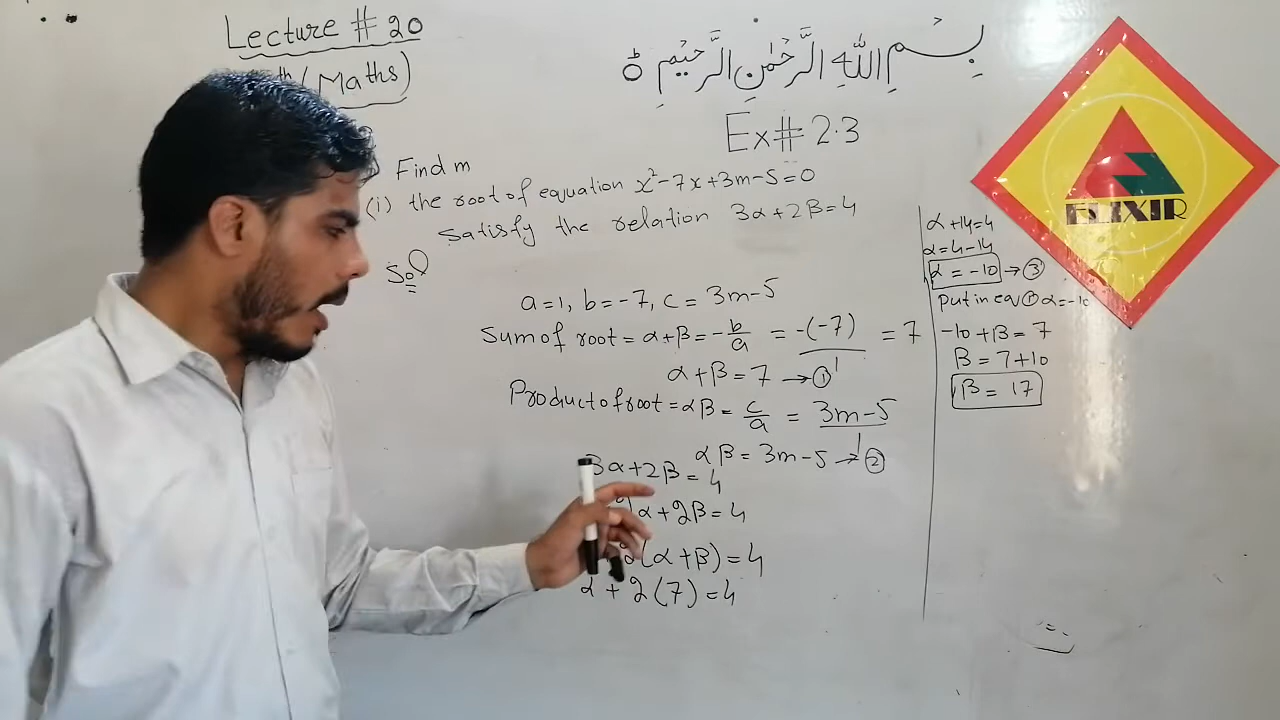 Lecture # 20
(Maths)
بِسْمِ اللّٰهِ الرَّحْمٰنِ الرَّحِيْمِ
Ex# 2.3
Find m
(i) the root of equation x²-7x+3m-5=0
satisfy the relation 3α+2β=4
Sol
a=1, b=-7, c= 3m-5
Sum of root = α+β = -b/a = -(-7)/1 = 7
α+β = 7 → ①
Product of root = αβ = c/a = 3m-5/1
αβ = 3m-5 → ②
3α+2β = 4
α+2β = 4
(α+β) = 4
α + 2(7) = 4
α+14=4
α=4-14
α = -10 → ③
Put in eq ① α=-10
-10+β = 7
β = 7+10
β = 17
ELIXIR